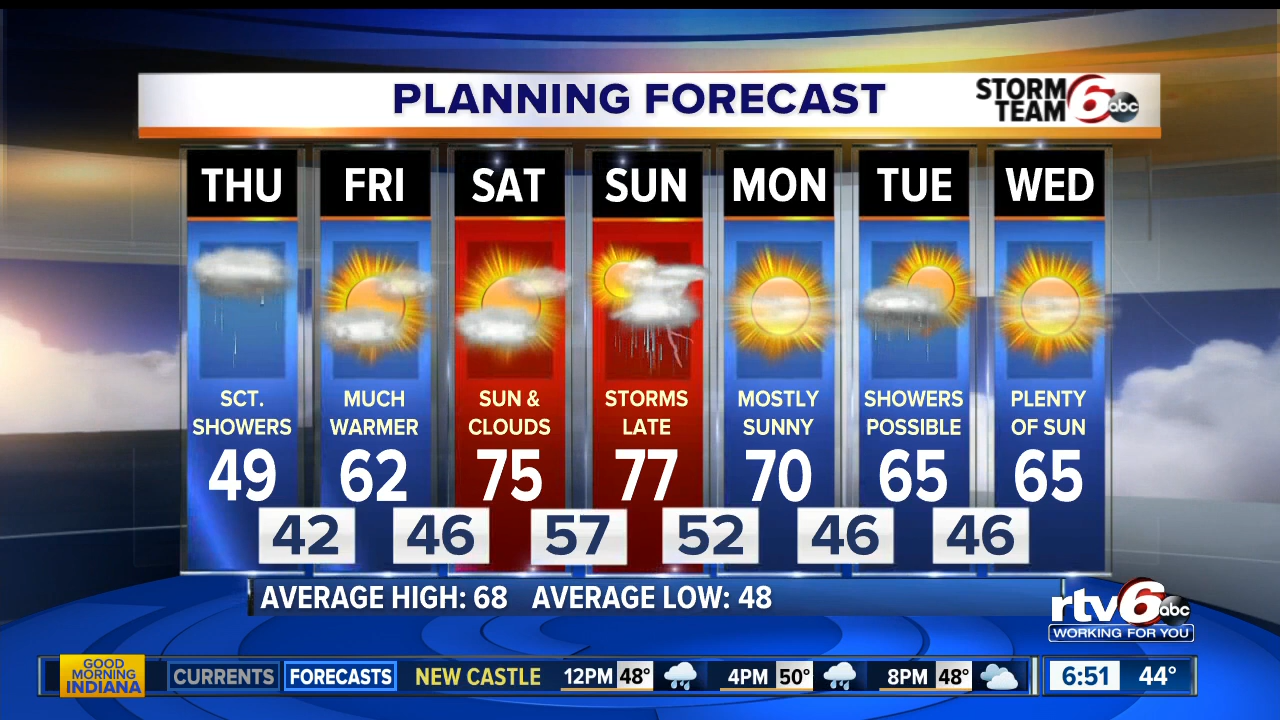 PLANNING FORECAST
STORM
TEAM 6 abc
THU FRI SAT SUN MON TUE WED
SCT. MUCH SUN & STORMS MOSTLY SHOWERS PLENTY
SHOWERS WARMER CLOUDS LATE SUNNY POSSIBLE OF SUN
49 62 75 77 70 65 65
42 46 57 52 46 46
AVERAGE HIGH: 68 AVERAGE LOW: 48
rtv6 abc
WORKING FOR YOU
GOOD
MORNING
INDIANA
CURRENTS FORECASTS NEW CASTLE 12PM 48° 4PM 50° 8PM 48° 6:51 44°